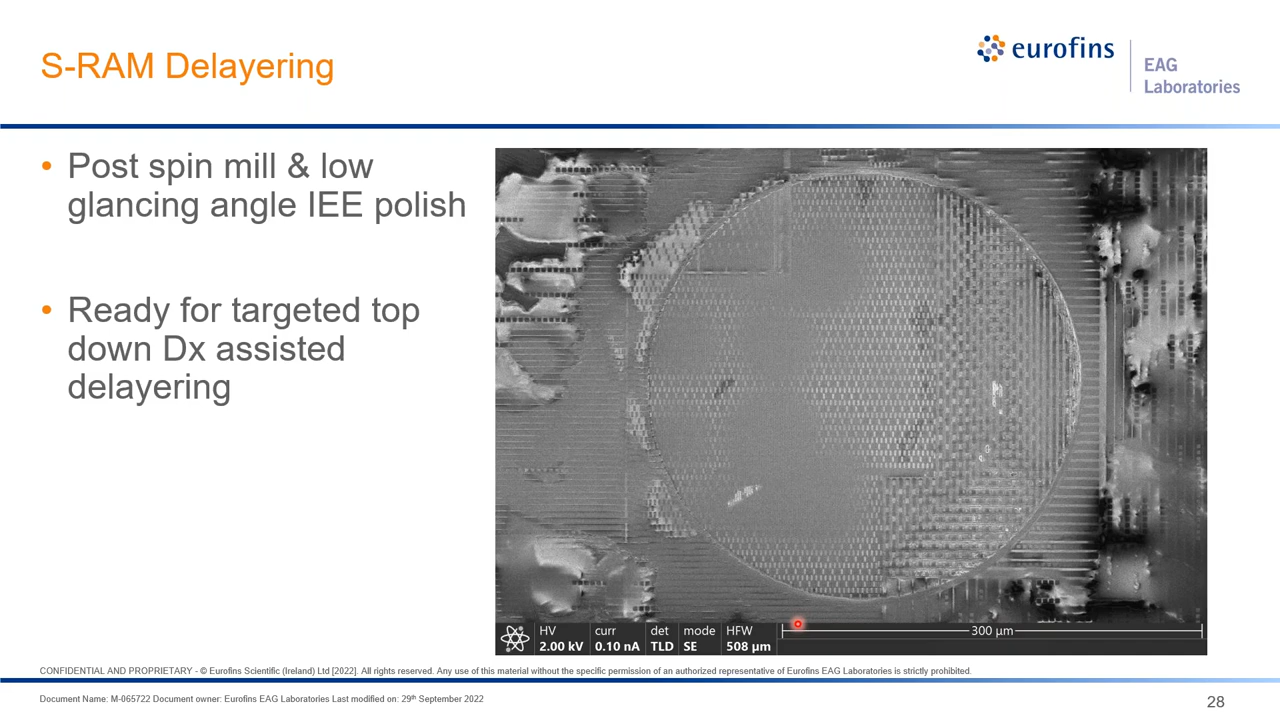 S-RAM Delayering
eurofins
EAG
Laboratories
• Post spin mill & low
glancing angle IEE polish
• Ready for targeted top
down Dx assisted
delayering
HV curr det mode HFW
2.00 kV 0.10 nA TLD SE 508 µm
300 µm
CONFIDENTIAL AND PROPRIETARY - © Eurofins Scientific (Ireland) Ltd [2022]. All rights reserved. Any use of this material without the specific permission of an authorized representative of Eurofins EAG Laboratories is strictly prohibited.
Document Name: M-065722 Document owner: Eurofins EAG Laboratories Last modified on: 29th September 2022
28